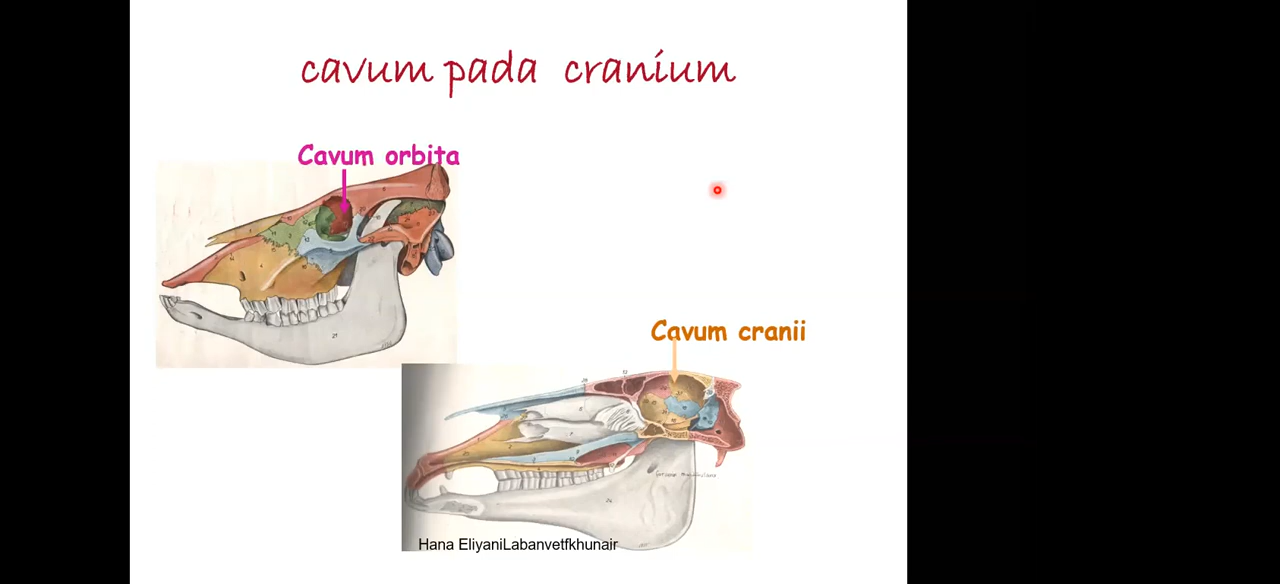 cavum pada cranium
Cavum orbita
Cavum cranii
Hana EliyaniLabanvetfkhunair